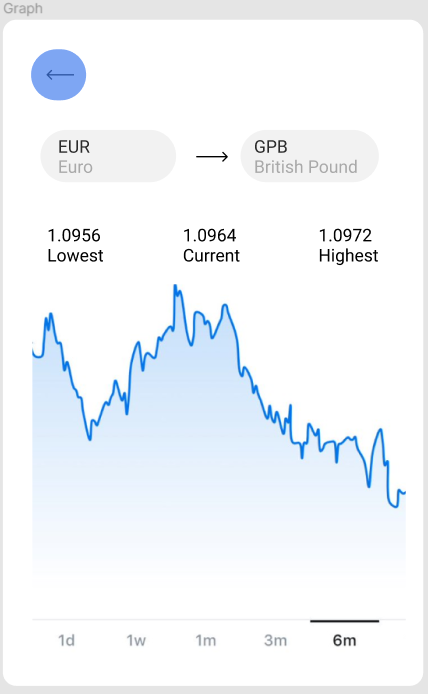 Graph
EUR
Euro
GPB
British Pound
1.0956
Lowest
1.0964
Current
1.0972
Highest
1d 1w 1m 3m 6m